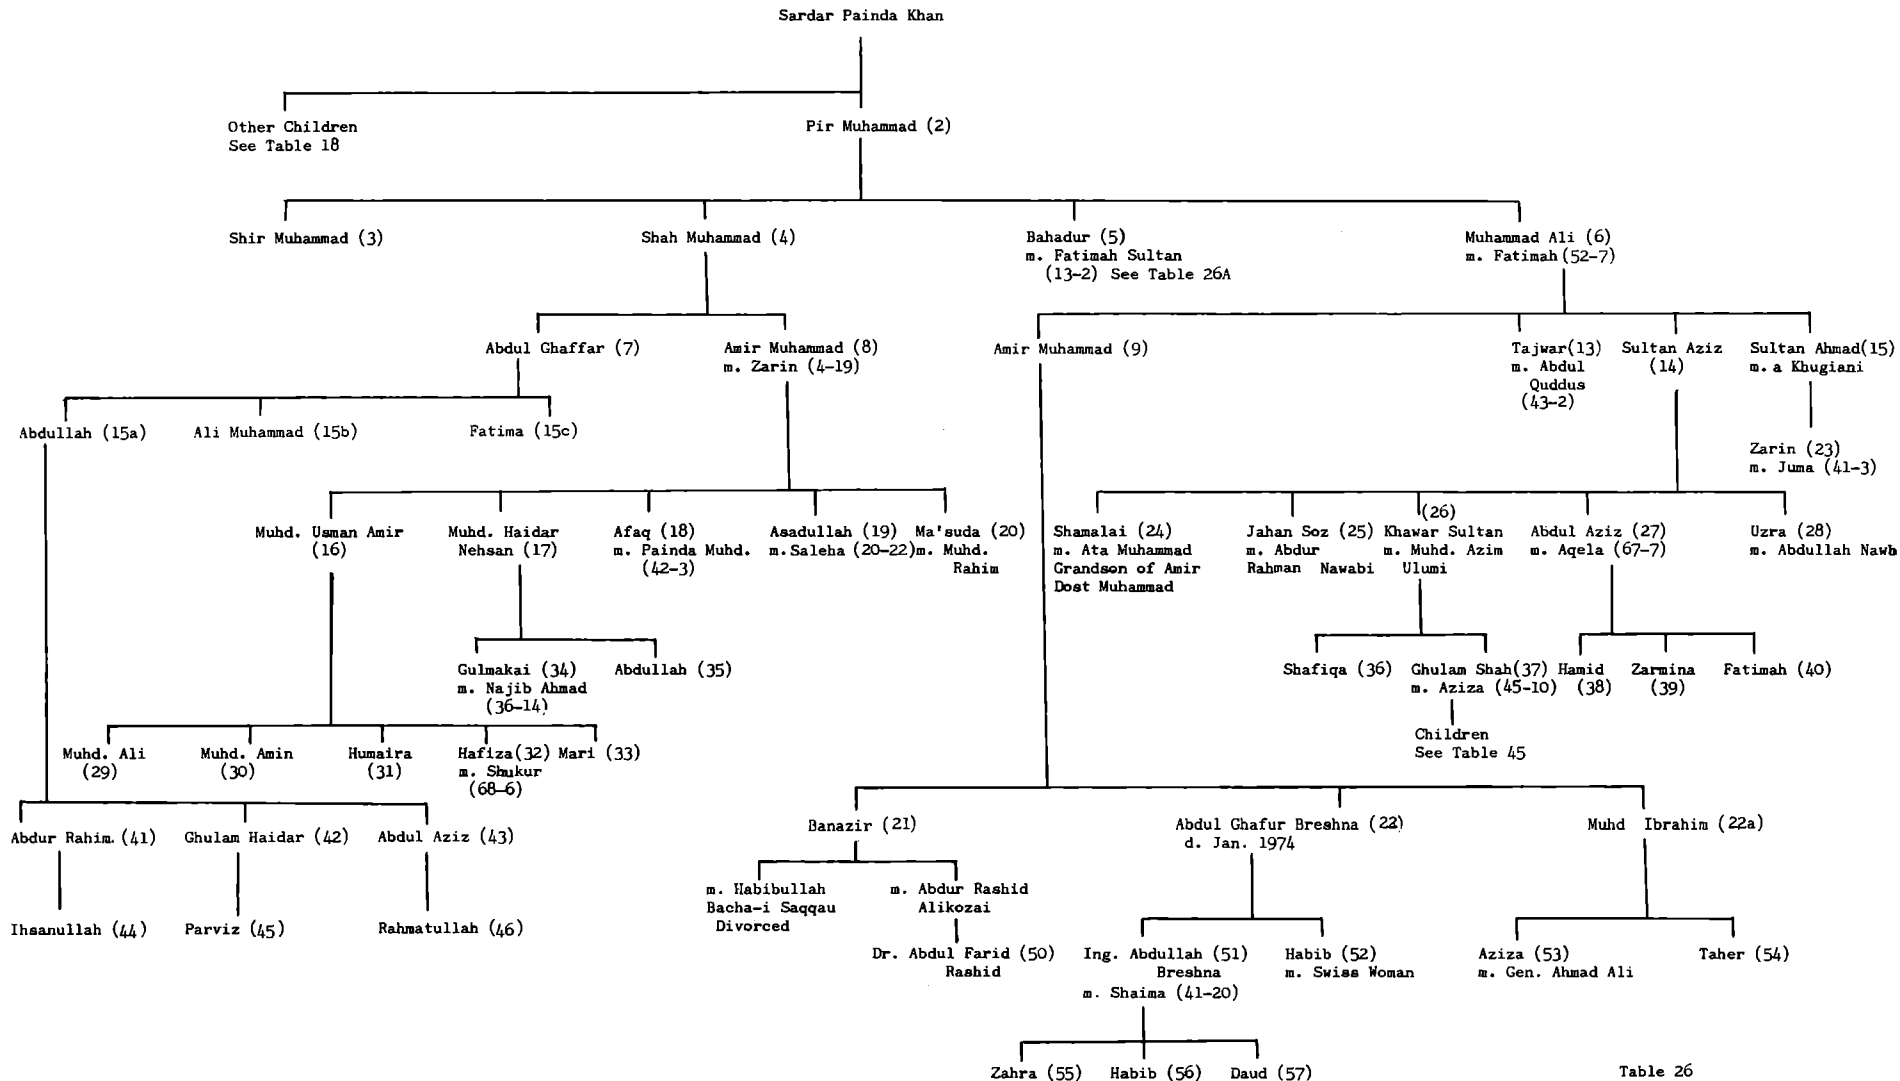 Sardar Painda Khan
Other Children
See Table 18
Pir Muhammad (2)
Shir Muhammad (3)
Shah Muhammad (4)
Bahadur (5)
m. Fatimah Sultan
(13-2) See Table 26A
Muhammad Ali (6)
m. Fatimah (52-7)
Abdul Ghaffar (7)
Amir Muhammad (8)
m. Zarin (4-19)
Amir Muhammad (9)
Tajwar(13)
m. Abdul
Quddus
(43-2)
Sultan Aziz
(14)
Sultan Ahmad(15)
m. a Khugiani
Abdullah (15a)
Ali Muhammad (15b)
Fatima (15c)
Zarin (23)
m. Juma (41-3)
Muhd. Usman Amir
(16)
Muhd. Haidar
Nehsan (17)
Afaq (18)
m. Painda Muhd.
(42-3)
Asadullah (19)
m. Saleha (20-22)
Ma'suda (20)
m. Muhd.
Rahim
Shamalai (24)
m. Ata Muhammad
Grandson of Amir
Dost Muhammad
Jahan Soz (25)
m. Abdur
Rahman Nawabi
(26)
Khawar Sultan
m. Muhd. Azim
Ulumi
Abdul Aziz (27)
m. Aqela (67-7)
Uzra (28)
m. Abdullah Nawb
Gulmakai (34)
m. Najib Ahmad
(36-14)
Abdullah (35)
Shafiqa (36)
Ghulam Shah(37)
m. Aziza (45-10)
Hamid
(38)
Zarmina
(39)
Fatimah (40)
Children
See Table 45
Muhd. Ali
(29)
Muhd. Amin
(30)
Humaira
(31)
Hafiza(32)
m. Shukur
(68-6)
Mari (33)
Abdur Rahim (41)
Ghulam Haidar (42)
Abdul Aziz (43)
Banazir (21)
Abdul Ghafur Breshna (22)
d. Jan. 1974
Muhd Ibrahim (22a)
m. Habibullah
Bacha-i Saqqau
Divorced
m. Abdur Rashid
Alikozai
Ihsanullah (44)
Parviz (45)
Rahmatullah (46)
Dr. Abdul Farid (50)
Rashid
Ing. Abdullah (51)
Breshna
m. Shaima (41-20)
Habib (52)
m. Swiss Woman
Aziza (53)
m. Gen. Ahmad Ali
Taher (54)
Zahra (55)
Habib (56)
Daud (57)
Table 26